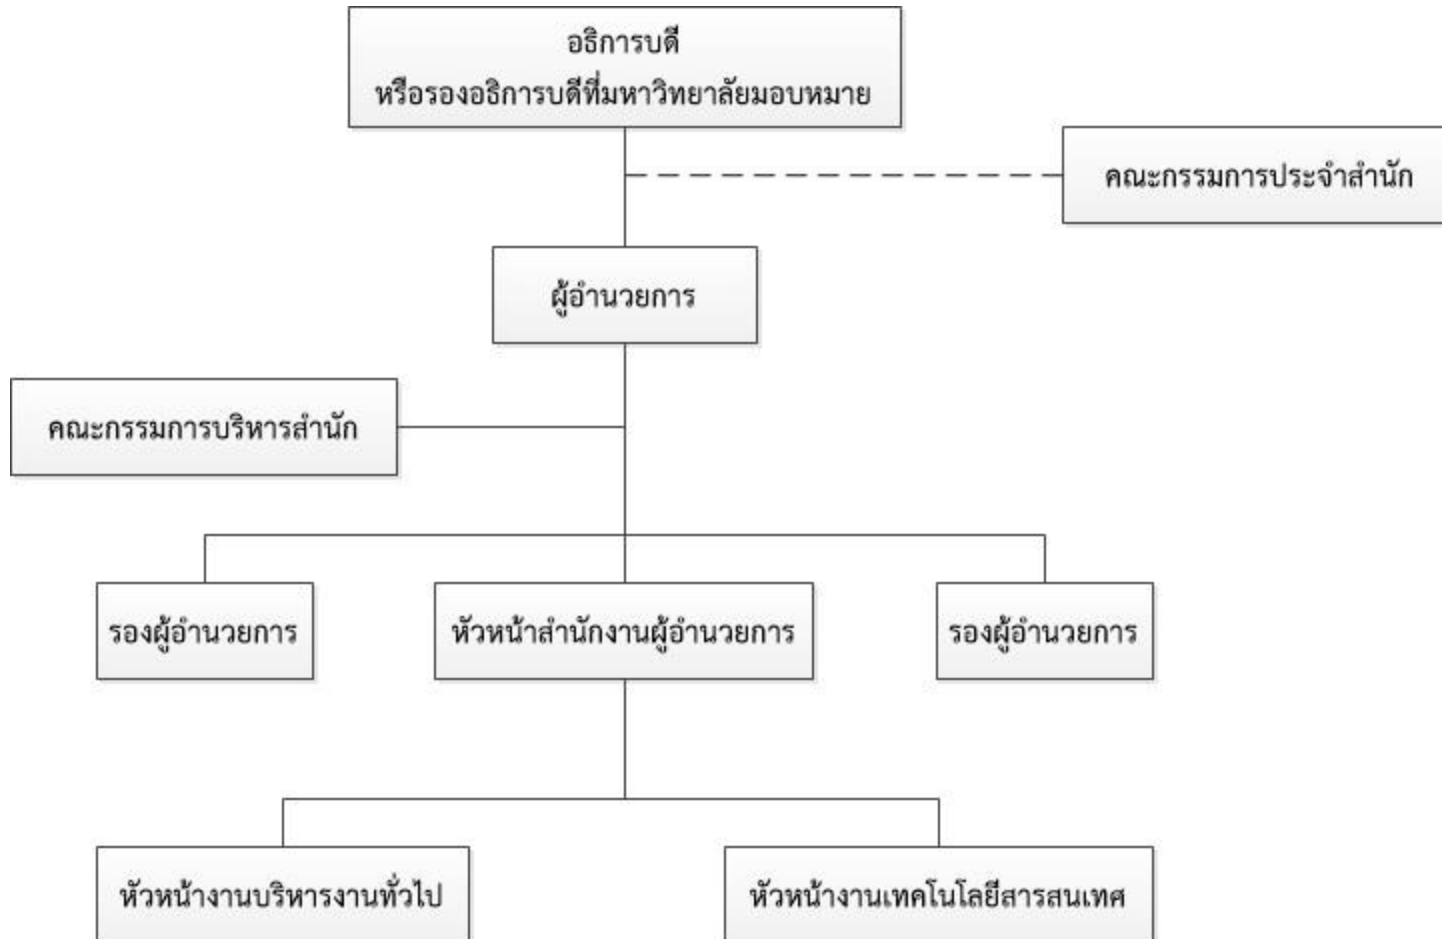 อธิการบดี
หรือรองอธิการบดีที่มหาวิทยาลัยมอบหมาย
คณะกรรมการประจำสำนัก
ผู้อำนวยการ
คณะกรรมการบริหารสำนัก
รองผู้อำนวยการ
หัวหน้าสำนักงานผู้อำนวยการ
รองผู้อำนวยการ
หัวหน้างานบริหารงานทั่วไป
หัวหน้างานเทคโนโลยีสารสนเทศ